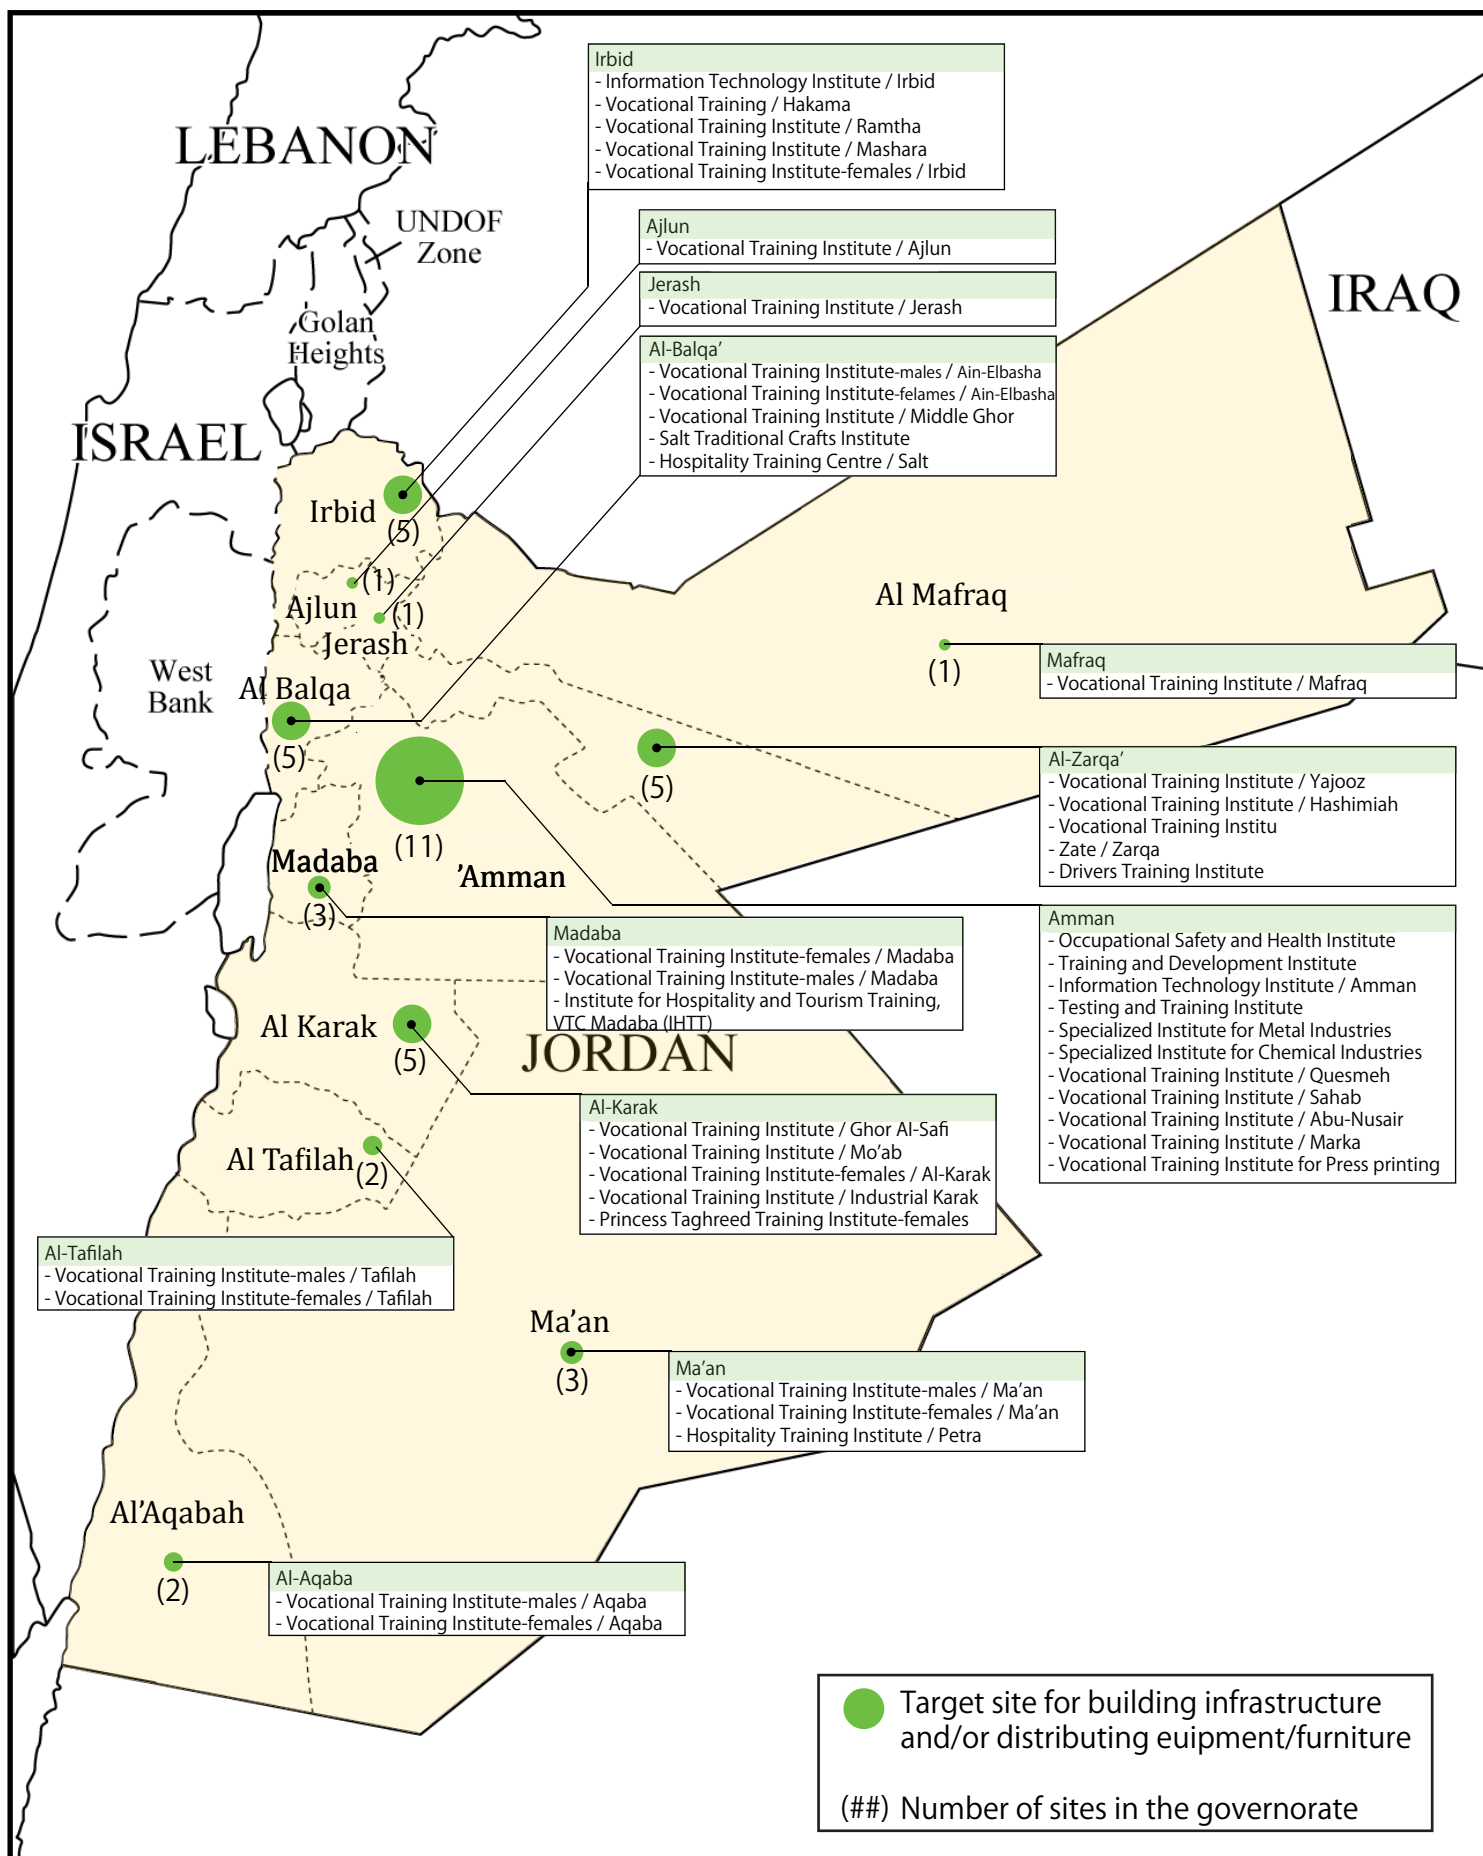 Irbid
- Information Technology Institute / Irbid
- Vocational Training / Hakama
- Vocational Training Institute / Ramtha
- Vocational Training Institute / Mashara
- Vocational Training Institute-females / Irbid
LEBANON
UNDOF
Zone
Golan
Heights
Ajlun
- Vocational Training Institute / Ajlun
IRAQ
Jerash
- Vocational Training Institute / Jerash
Al-Balqa’
- Vocational Training Institute-males / Ain-Elbasha
- Vocational Training Institute-felames / Ain-Elbasha
- Vocational Training Institute / Middle Ghor
- Salt Traditional Crafts Institute
- Hospitality Training Centre / Salt
ISRAEL
Irbid
(5)
(1)
Ajlun
(1)
Jerash
Al Mafraq
(1)
Mafraq
- Vocational Training Institute / Mafraq
West
Bank
Al Balqa
(5)
(5)
Al-Zarqa’
- Vocational Training Institute / Yajooz
- Vocational Training Institute / Hashimiah
- Vocational Training Institu
- Zate / Zarqa
- Drivers Training Institute
(11)
’Amman
Madaba
(3)
Amman
- Occupational Safety and Health Institute
- Training and Development Institute
- Information Technology Institute / Amman
- Testing and Training Institute
- Specialized Institute for Metal Industries
- Specialized Institute for Chemical Industries
- Vocational Training Institute / Quesmeh
- Vocational Training Institute / Sahab
- Vocational Training Institute / Abu-Nusair
- Vocational Training Institute / Marka
- Vocational Training Institute for Press printing
Madaba
- Vocational Training Institute-females / Madaba
- Vocational Training Institute-males / Madaba
- Institute for Hospitality and Tourism Training,
VTC Madaba (IHTT)
Al Karak
(5)
JORDAN
Al-Karak
- Vocational Training Institute / Ghor Al-Safi
- Vocational Training Institute / Mo’ab
- Vocational Training Institute-females / Al-Karak
- Vocational Training Institute / Industrial Karak
- Princess Taghreed Training Institute-females
Al Tafilah
(2)
Al-Tafilah
- Vocational Training Institute-males / Tafilah
- Vocational Training Institute-females / Tafilah
Ma’an
(3)
Ma’an
- Vocational Training Institute-males / Ma’an
- Vocational Training Institute-females / Ma’an
- Hospitality Training Institute / Petra
Al’Aqabah
(2)
Al-Aqaba
- Vocational Training Institute-males / Aqaba
- Vocational Training Institute-females / Aqaba
Target site for building infrastructure
and/or distributing euipment/furniture
(##) Number of sites in the governorate